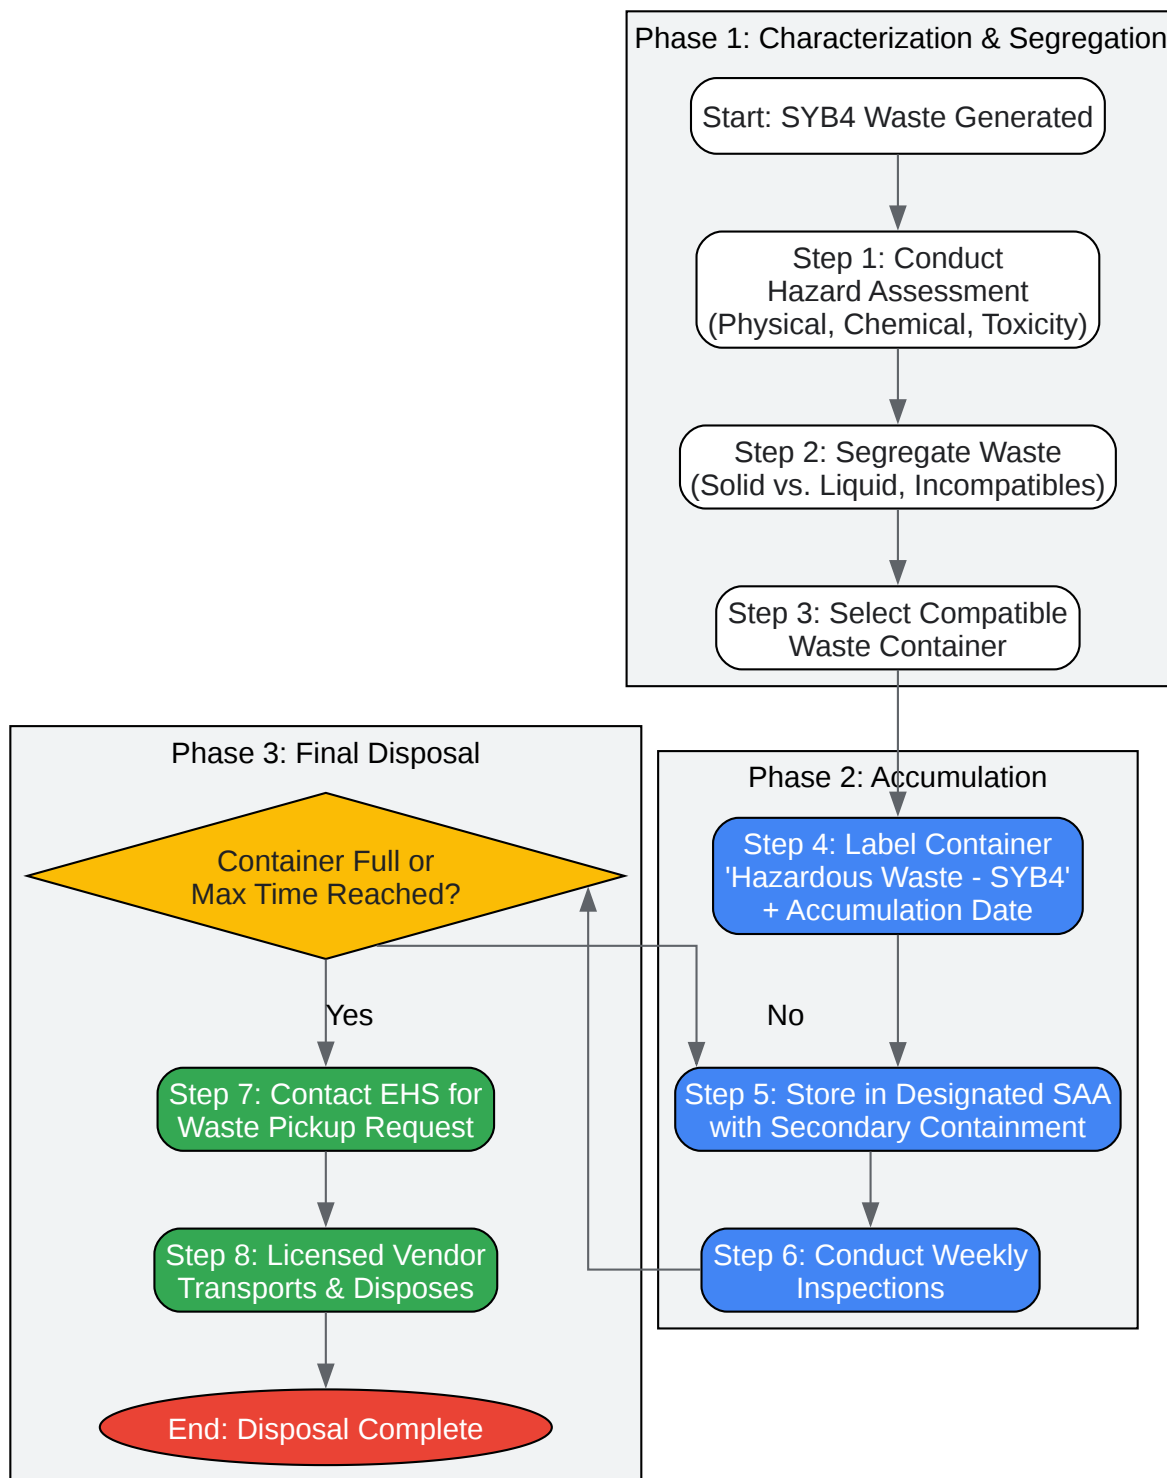 Phase 1: Characterization & Segregation
Start: SYB4 Waste Generated
Step 1: Conduct
Hazard Assessment
(Physical, Chemical, Toxicity)
Step 2: Segregate Waste
(Solid vs. Liquid, Incompatibles)
Step 3: Select Compatible
Waste Container
Phase 2: Accumulation
Step 4: Label Container
'Hazardous Waste - SYB4'
+ Accumulation Date
No
Step 5: Store in Designated SAA
with Secondary Containment
Step 6: Conduct Weekly
Inspections
Phase 3: Final Disposal
Container Full or
Max Time Reached?
Yes
Step 7: Contact EHS for
Waste Pickup Request
Step 8: Licensed Vendor
Transports & Disposes
End: Disposal Complete